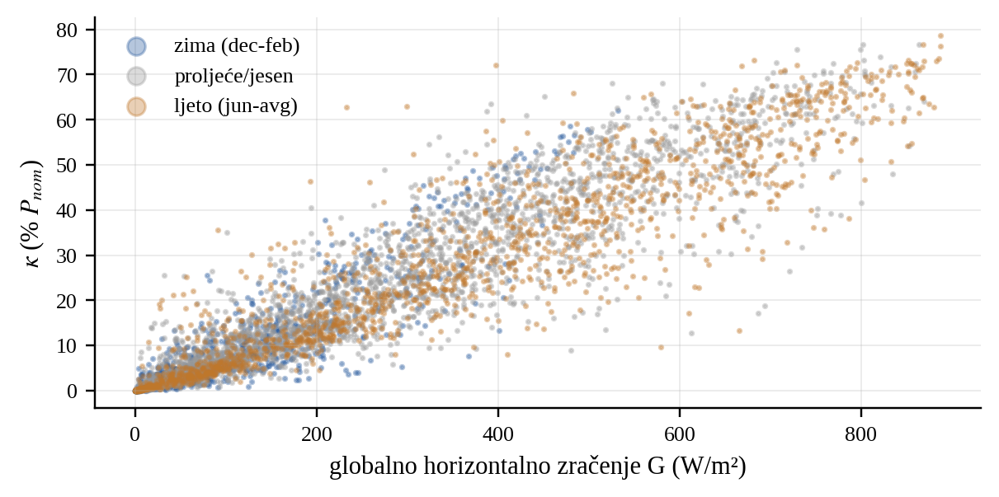 80
70
60
50
40
30
20
10
0
κ (% Pnom)
zima (dec-feb)
proljeće/jesen
ljeto (jun-avg)
0 200 400 600 800
globalno horizontalno zračenje G (W/m²)